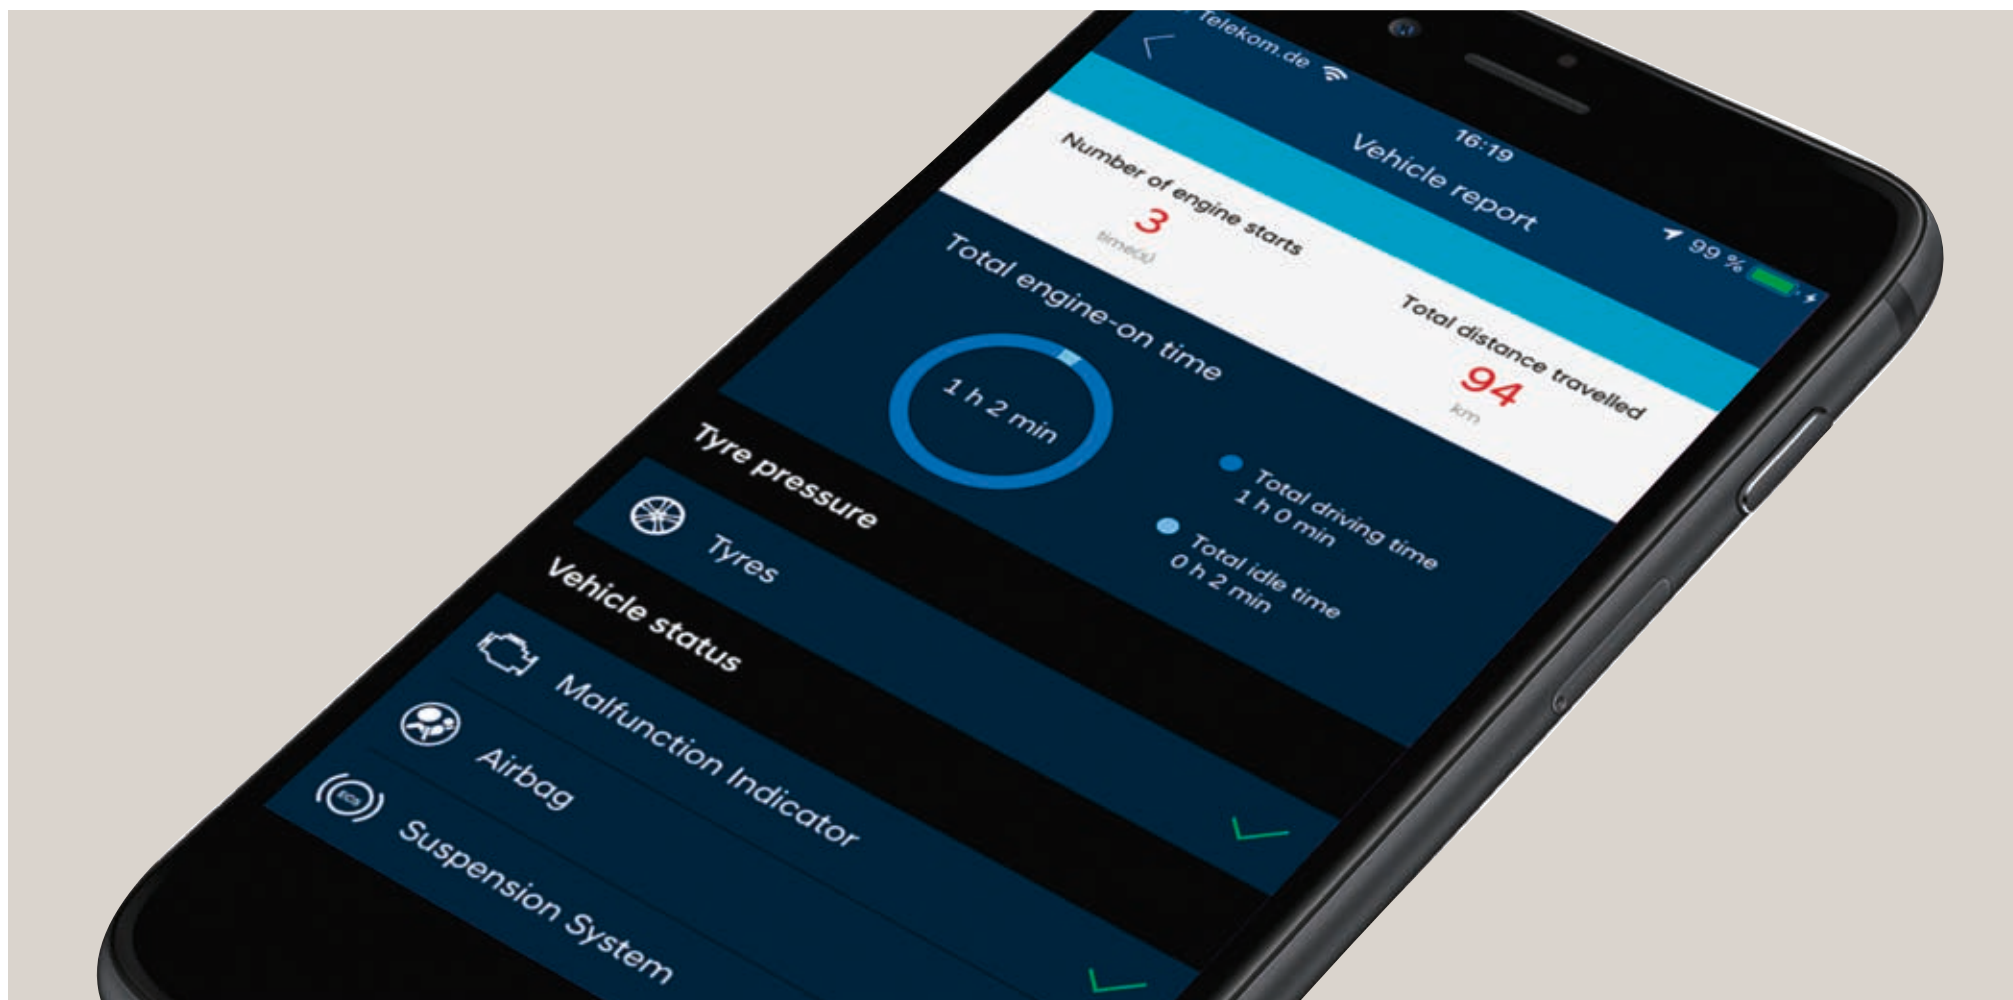 Telekom.de
16:19
99 %
Vehicle report
Number of engine starts
3
time(s)
Total distance travelled
94
km
Total engine-on time
1 h 2 min
Total driving time
1 h 0 min
Total idle time
0 h 2 min
Tyre pressure
Tyres
Vehicle status
Malfunction Indicator
Airbag
ECS
Suspension System